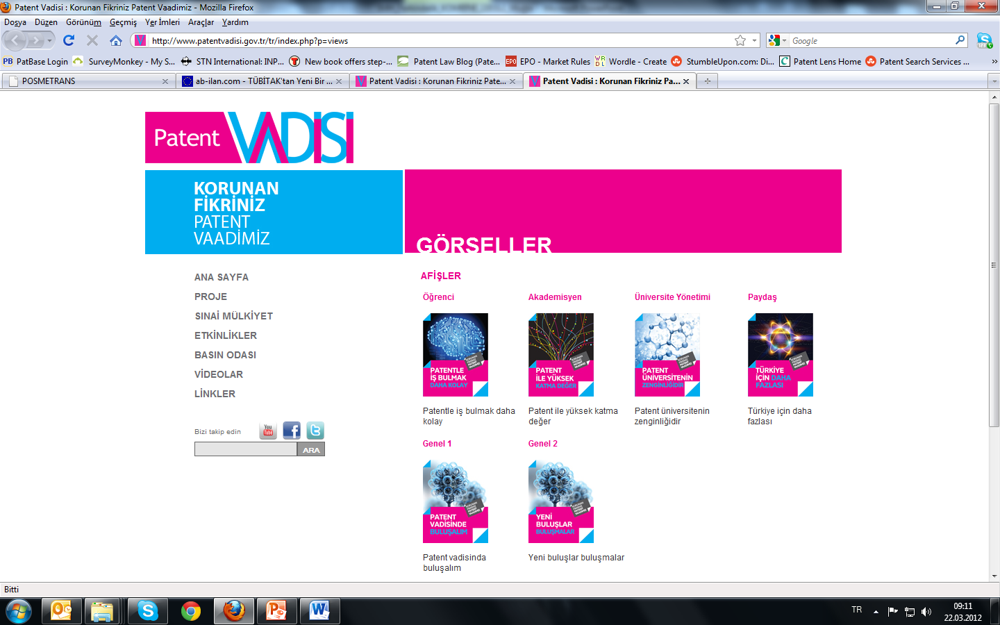 Patent Vadisi : Korunan Fikriniz Patent Vaadimiz - Mozilla Firefox
Dosya Düzen Görünüm Geçmiş Yer İmleri Araçlar Yardım
http://www.patentvadisi.gov.tr/tr/index.php?p=views
Google
PB PatBase Login SurveyMonkey - My S... STN International: INP... New book offers step-... Patent Law Blog (Pate... EPO EPO - Market Rules Wordle - Create StumbleUpon.com: Di... Patent Lens Home Patent Search Services ... »
POSMETRANS ab-ilan.com - TÜBİTAK'tan Yeni Bir ... Patent Vadisi : Korunan Fikriniz Pate... Patent Vadisi : Korunan Fikriniz Pa...
Patent VADİSİ
KORUNAN
FİKRİNİZ
PATENT
VAADİMİZ
GÖRSELLER
ANA SAYFA
PROJE
SINAİ MÜLKİYET
ETKİNLİKLER
BASIN ODASI
VİDEOLAR
LİNKLER
Bizi takip edin You Tube f t
ARA
AFİŞLER
Öğrenci Akademisyen Üniversite Yönetimi Paydaş
PATENTLE
İŞ BULMAK
DAHA KOLAY
PATENT
İLE YÜKSEK
KATMA DEĞER
PATENT
ÜNİVERSİTENİN
ZENGİNLİĞİDİR
TÜRKİYE
İÇİN DAHA
FAZLASI
Patentle iş bulmak daha
kolay
Patent ile yüksek katma
değer
Patent üniversitenin
zenginliğidir
Türkiye için daha
fazlası
Genel 1 Genel 2
PATENT
VADİSİNDE
BULUŞALIM
YENİ
BULUŞLAR
BULUŞMALAR
Patent vadisinda
buluşalım
Yeni buluşlar buluşmalar
Bitti
TR
09:11
22.03.2012